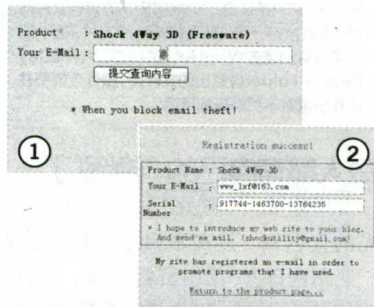 Product* : Shock 4Way 3D (Freeware)
Your E-Mail :
提交查询内容
* When you block email theft!
①
②
Registration success!
Product Name : Shock 4Way 3D
Your E-Mail : www_lxf@163.com
Serial Number : 917744-1463700-13764235
* I hope to introduce my web site to your blog.
And send me mail. (shockutility@gmail.com)
My site has registered an e-mail in order to
promote programs that I have used.
Return to the product page...